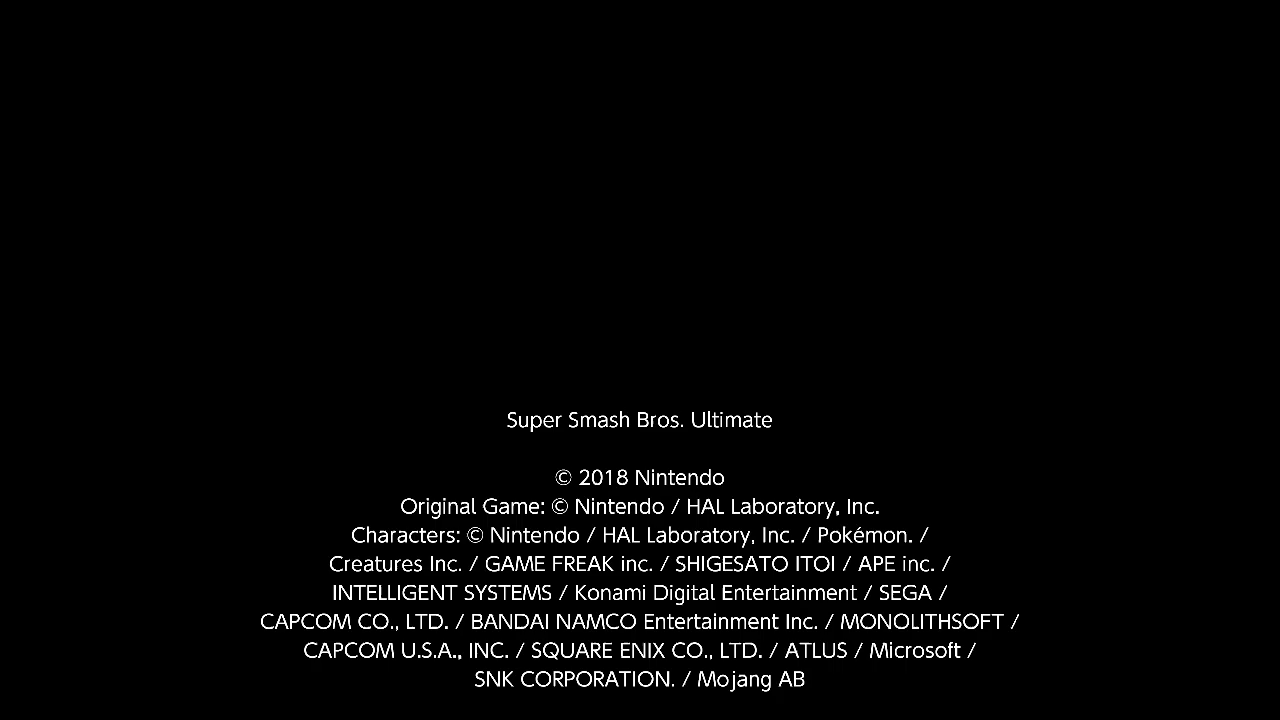 Super Smash Bros. Ultimate
© 2018 Nintendo
Original Game: © Nintendo / HAL Laboratory, Inc.
Characters: © Nintendo / HAL Laboratory, Inc. / Pokémon. /
Creatures Inc. / GAME FREAK inc. / SHIGESATO ITOI / APE inc. /
INTELLIGENT SYSTEMS / Konami Digital Entertainment / SEGA /
CAPCOM CO., LTD. / BANDAI NAMCO Entertainment Inc. / MONOLITHSOFT /
CAPCOM U.S.A., INC. / SQUARE ENIX CO., LTD. / ATLUS / Microsoft /
SNK CORPORATION. / Mojang AB